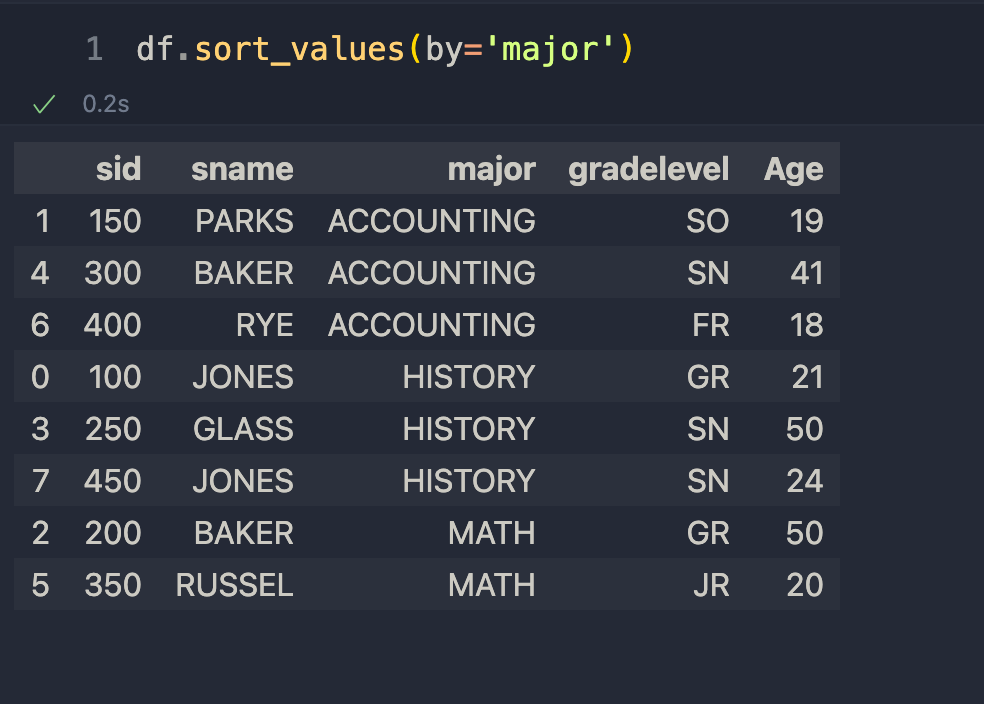 1 df.sort_values(by='major')
0.2s
sid sname major gradelevel Age
1 150 PARKS ACCOUNTING SO 19
4 300 BAKER ACCOUNTING SN 41
6 400 RYE ACCOUNTING FR 18
0 100 JONES HISTORY GR 21
3 250 GLASS HISTORY SN 50
7 450 JONES HISTORY SN 24
2 200 BAKER MATH GR 50
5 350 RUSSEL MATH JR 20